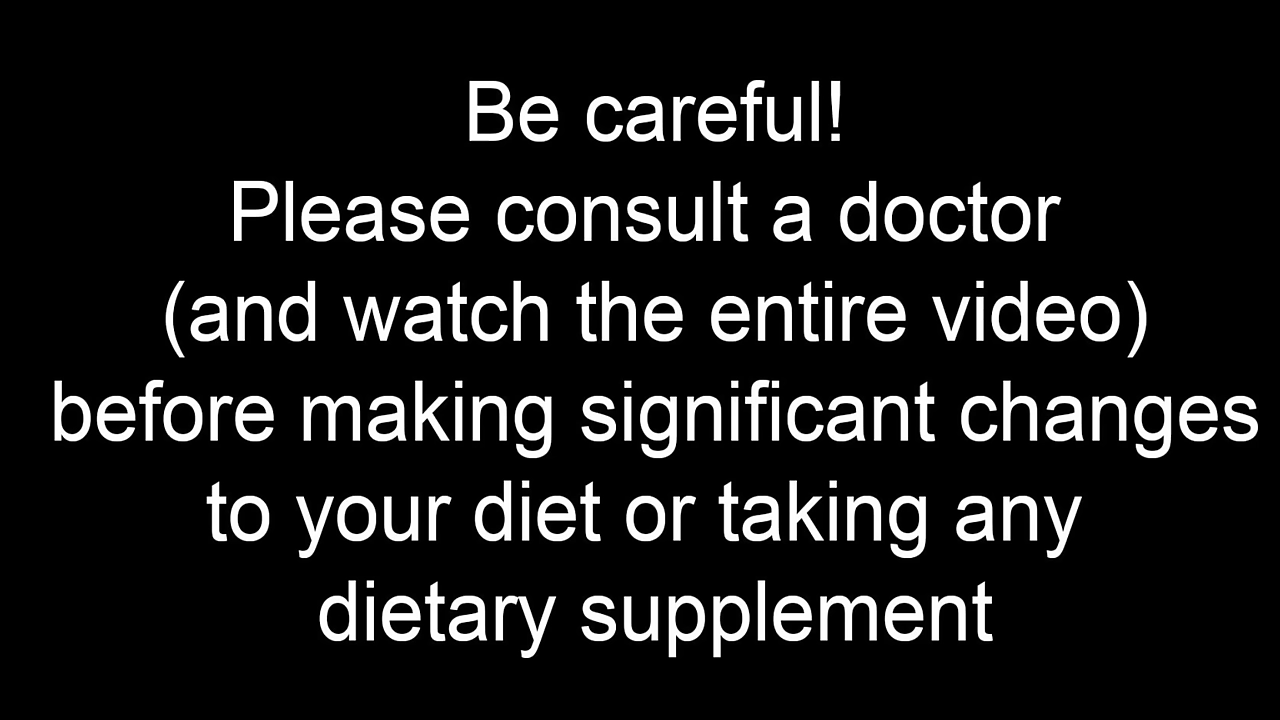 Be careful!
Please consult a doctor
(and watch the entire video)
before making significant changes
to your diet or taking any
dietary supplement